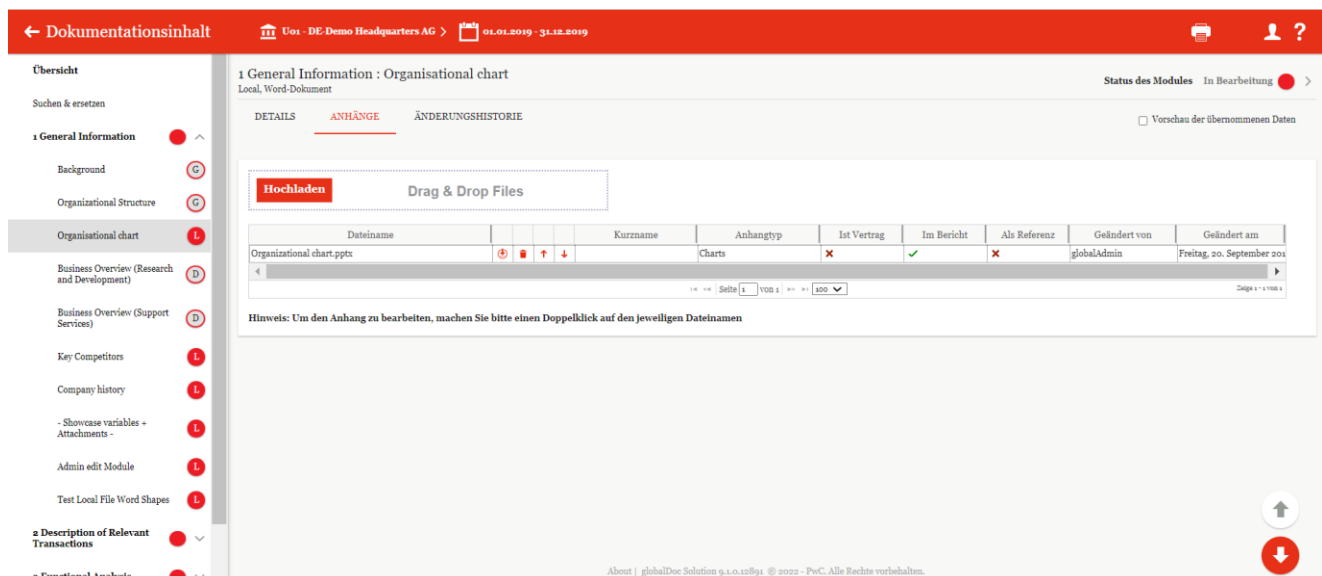 Dokumentationsinhalt
U01 - DE-Demo Headquarters AG
01.01.2019 - 31.12.2019
?
Übersicht
Suchen & ersetzen
1 General Information
Background
G
Organizational Structure
G
Organisational chart
L
Business Overview (Research
and Development)
D
Business Overview (Support
Services)
D
Key Competitors
L
Company history
L
- Showcase variables +
Attachments -
L
Admin edit Module
L
Test Local File Word Shapes
L
2 Description of Relevant
Transactions
1 General Information : Organisational chart
Local, Word-Dokument
Status des Modules In Bearbeitung
DETAILS ANHÄNGE ÄNDERUNGSHISTORIE
Vorschau der übernommenen Daten
Hochladen Drag & Drop Files
Dateiname Kurzname Anhangtyp Ist Vertrag Im Bericht Als Referenz Geändert von Geändert am
Organizational chart.pptx Charts globalAdmin Freitag, 20. September 201
Seite 1 von 1 100
Zeige 1 - 1 von 1
Hinweis: Um den Anhang zu bearbeiten, machen Sie bitte einen Doppelklick auf den jeweiligen Dateinamen
About | globalDoc Solution 9.1.0.12891 © 2022 - PwC. Alle Rechte vorbehalten.